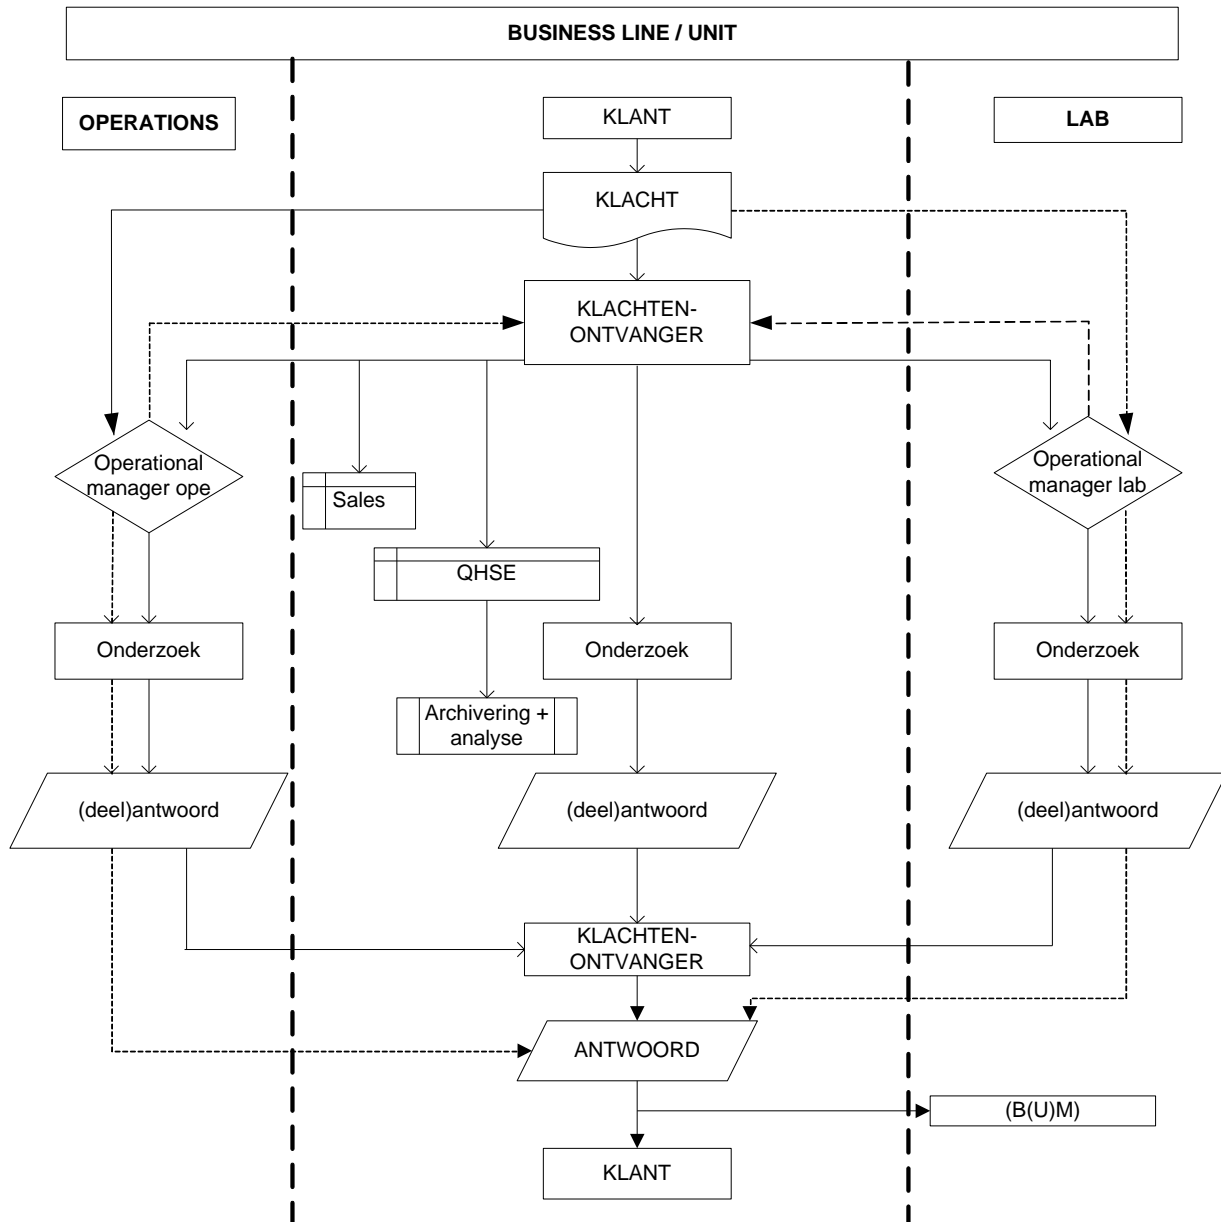 BUSINESS LINE / UNIT
OPERATIONS
KLANT
LAB
KLACHT
KLACHTEN-
ONTVANGER
Operational
manager ope
Sales
Operational
manager lab
QHSE
Onderzoek
Onderzoek
Onderzoek
Archivering +
analyse
(deel)antwoord
(deel)antwoord
(deel)antwoord
KLACHTEN-
ONTVANGER
ANTWOORD
(B(U)M)
KLANT